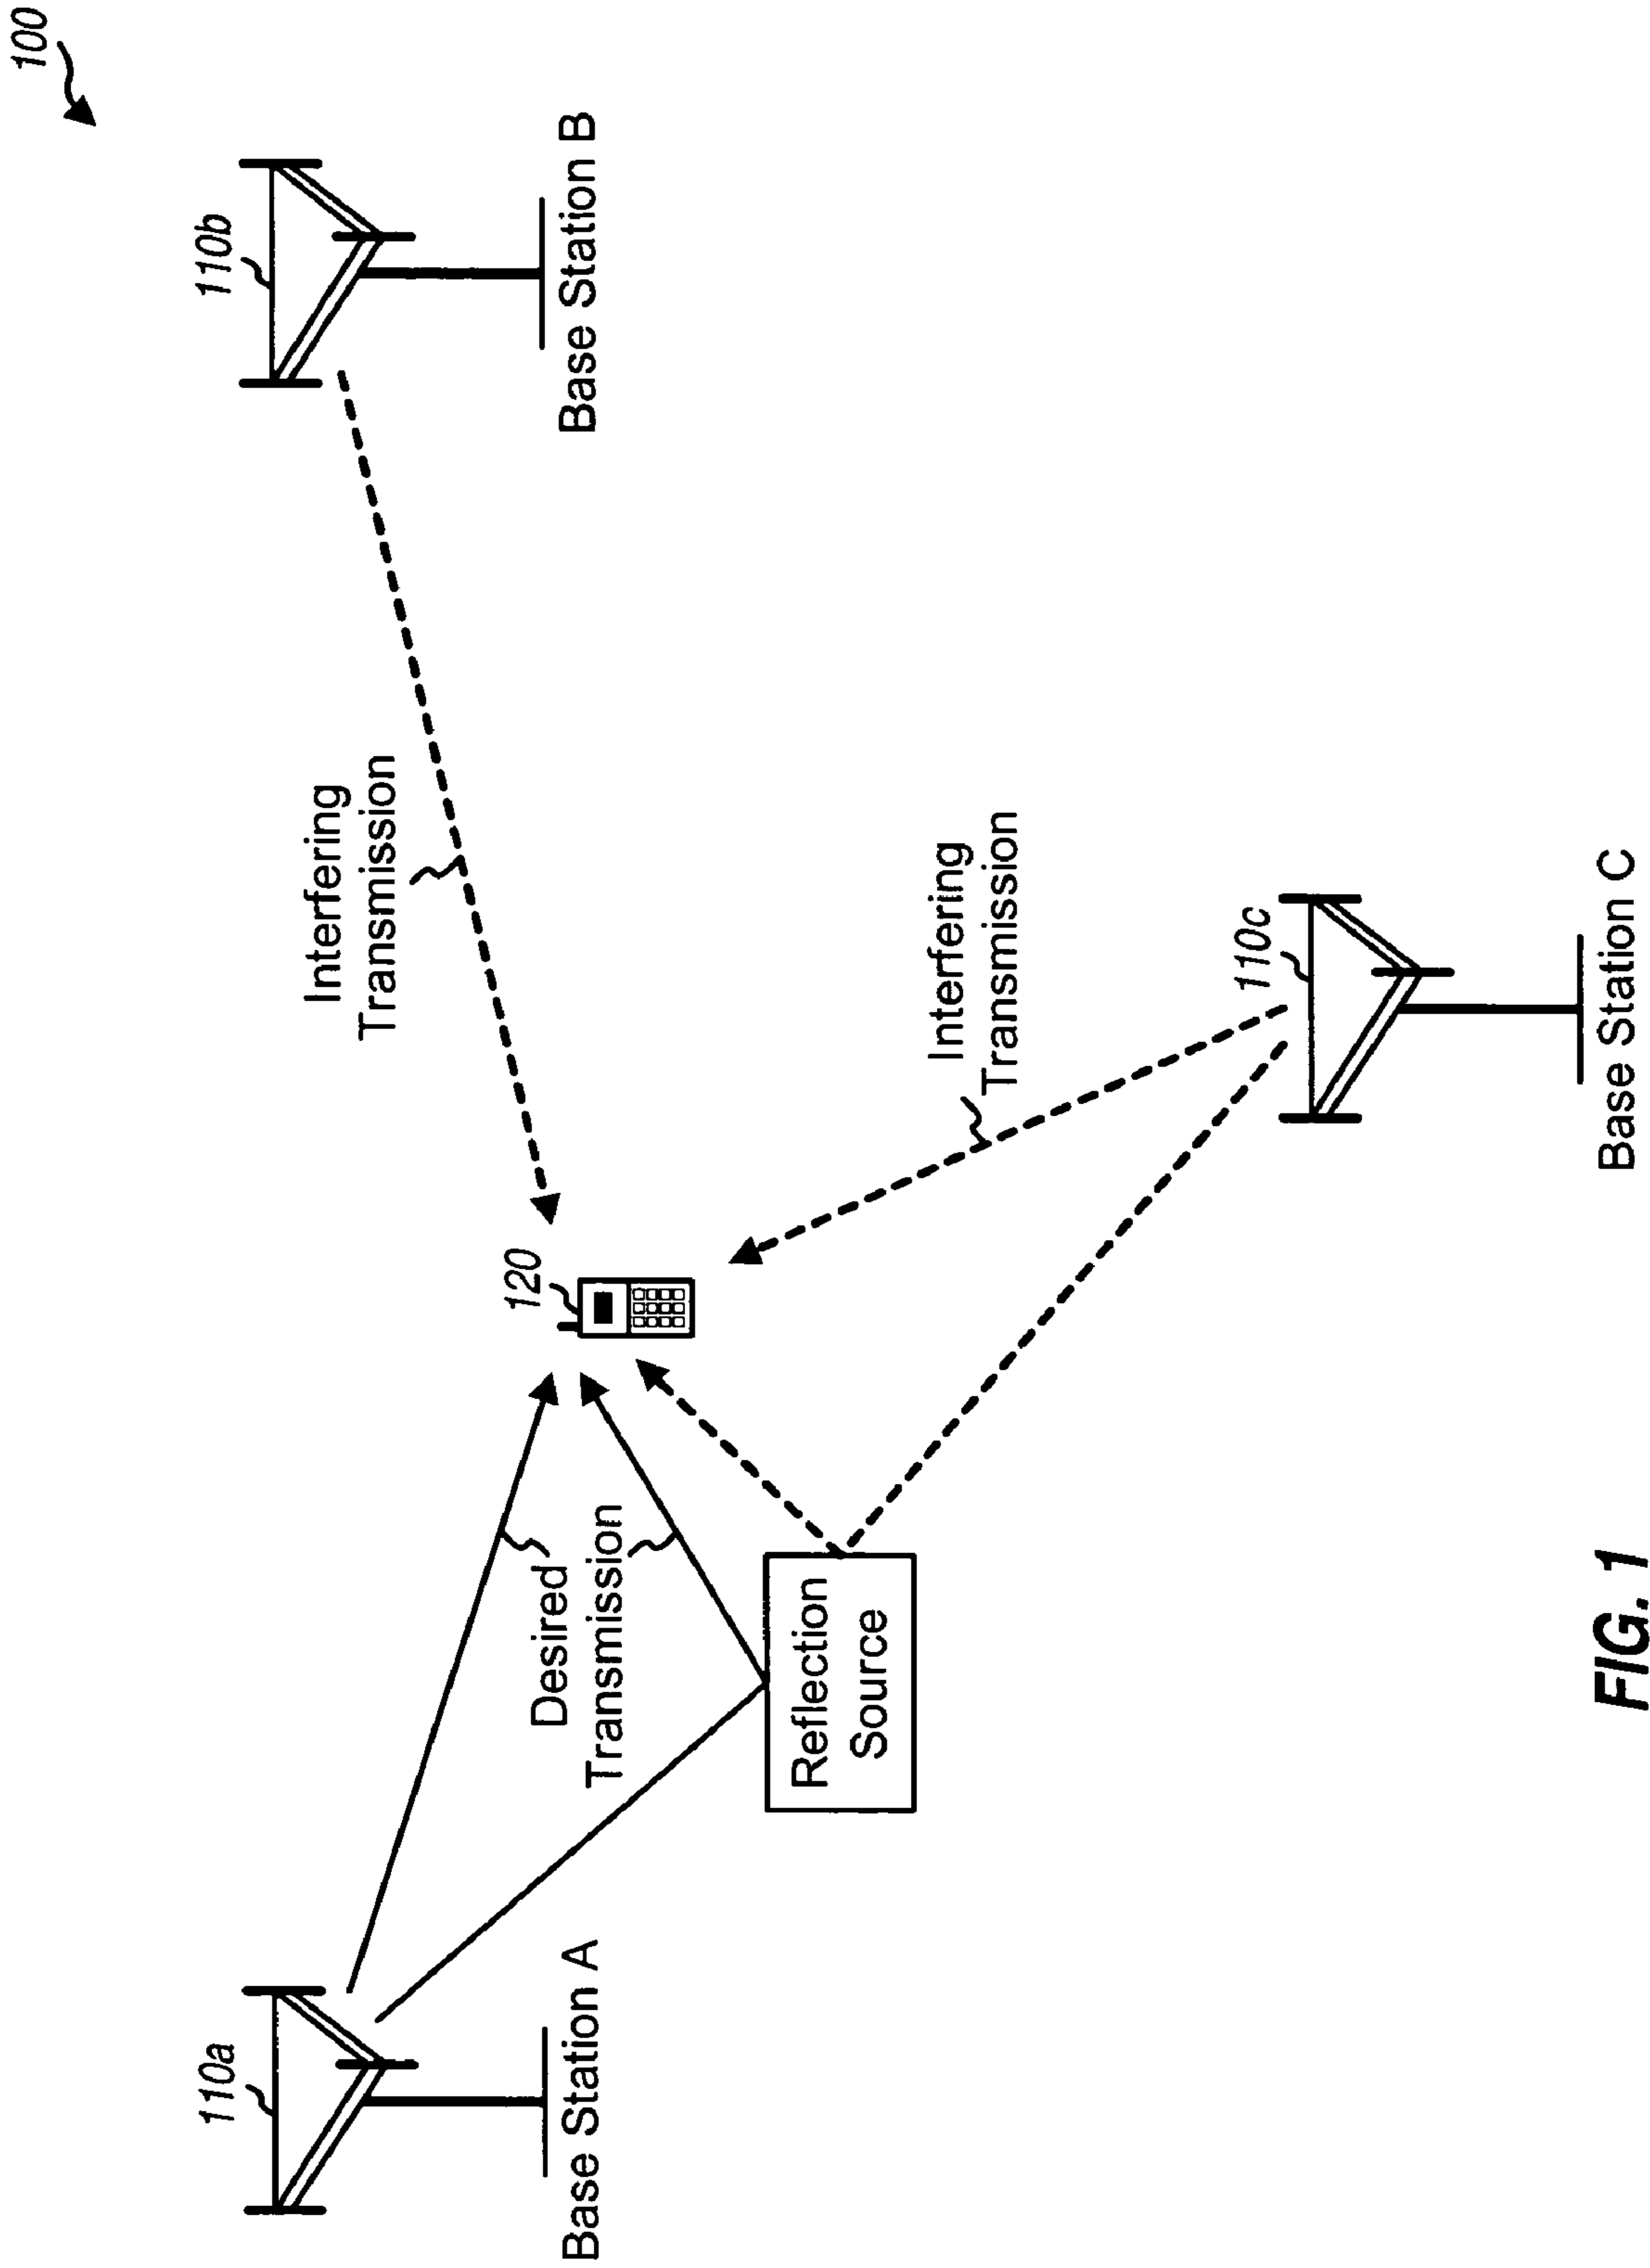 100
110a
110b
Base Station A
Base Station B
Interfering
Transmission
120
Desired
Transmission
Reflection
Source
Interfering
Transmission
110c
Base Station C
FIG. 1